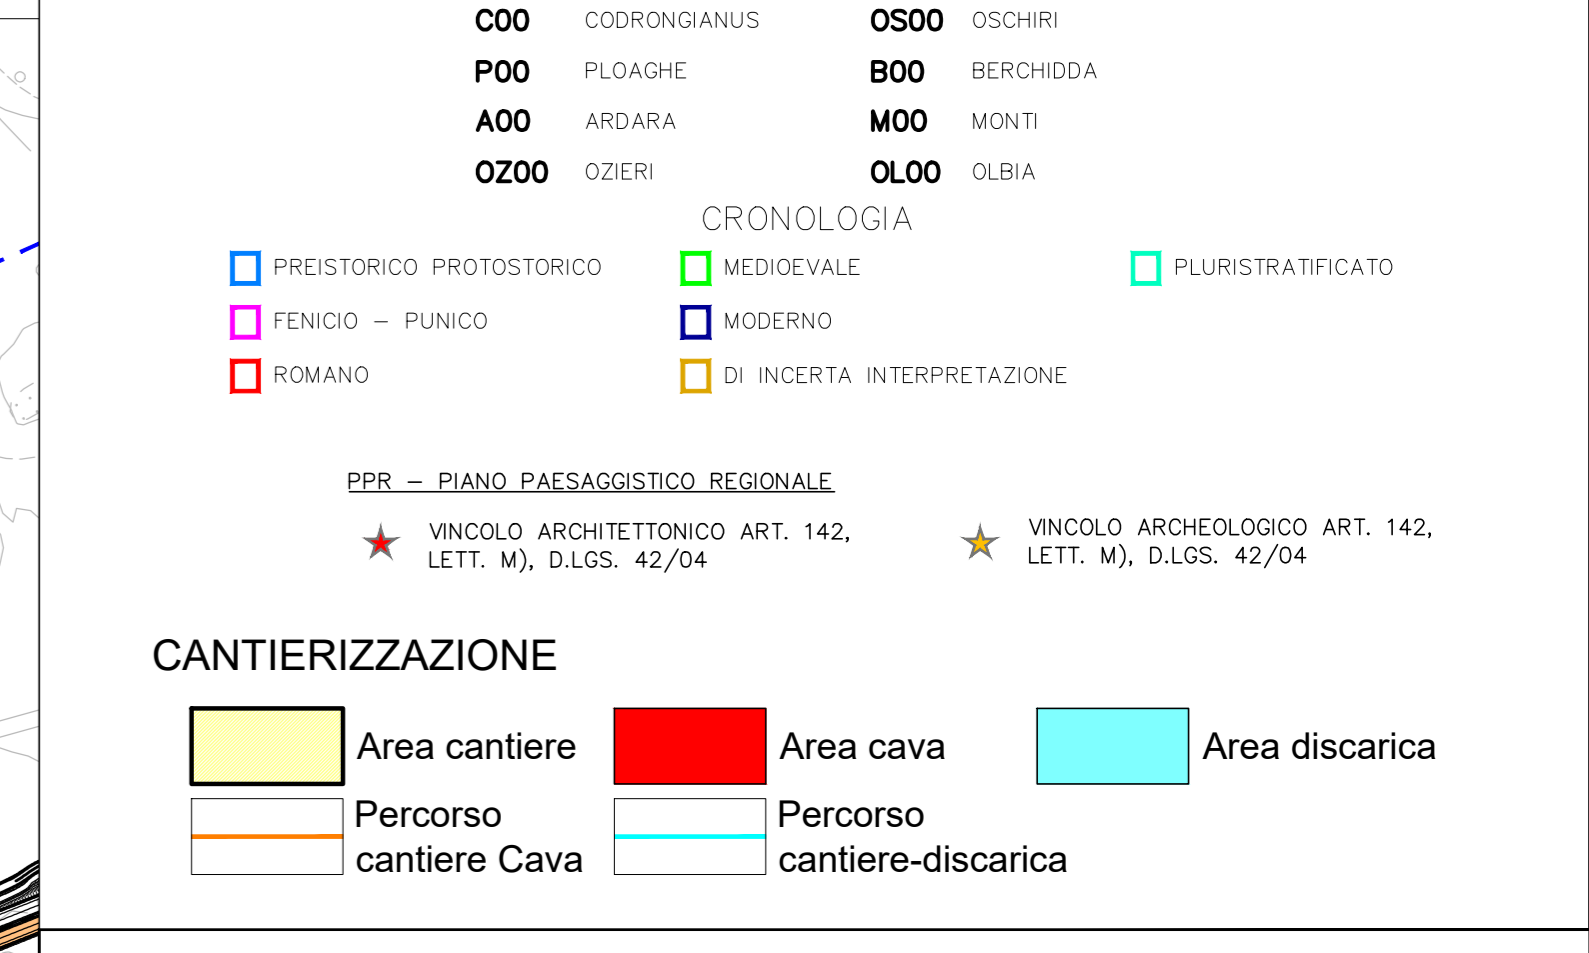 C00 CODRONGIANUS OS00 OSCHIRI
P00 PLOAGHE B00 BERCHIDDA
A00 ARDARA M00 MONTI
OZ00 OZIERI OL00 OLBIA
CRONOLOGIA
PREISTORICO PROTOSTORICO MEDIOEVALE PLURISTRATIFICATO
FENICIO – PUNICO MODERNO
ROMANO DI INCERTA INTERPRETAZIONE
PPR – PIANO PAESAGGISTICO REGIONALE
VINCOLO ARCHITETTONICO ART. 142,
LETT. M), D.LGS. 42/04
VINCOLO ARCHEOLOGICO ART. 142,
LETT. M), D.LGS. 42/04
CANTIERIZZAZIONE
Area cantiere Area cava Area discarica
Percorso
cantiere Cava
Percorso
cantiere-discarica